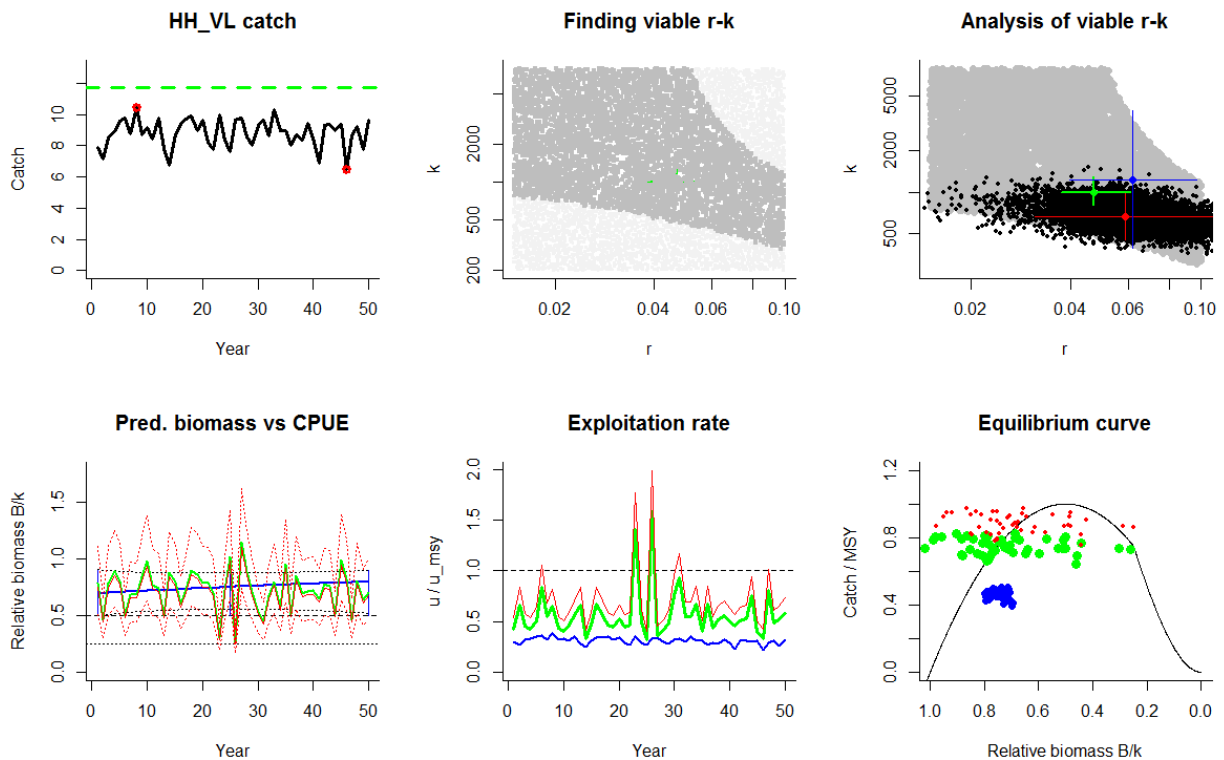 HH_VL catch
Catch
0 2 4 6 8 10
0 10 20 30 40 50
Year
Finding viable r-k
k
200 500 2000
0.02 0.04 0.06 0.10
r
Analysis of viable r-k
k
500 1000 5000
0.02 0.04 0.06 0.10
r
Pred. biomass vs CPUE
Relative biomass B/k
0.0 0.5 1.0 1.5
0 10 20 30 40 50
Year
Exploitation rate
u / u_msy
0.0 0.5 1.0 1.5 2.0
0 10 20 30 40 50
Year
Equilibrium curve
Catch / MSY
0.0 0.4 0.8 1.2
1.0 0.8 0.6 0.4 0.2 0.0
Relative biomass B/k